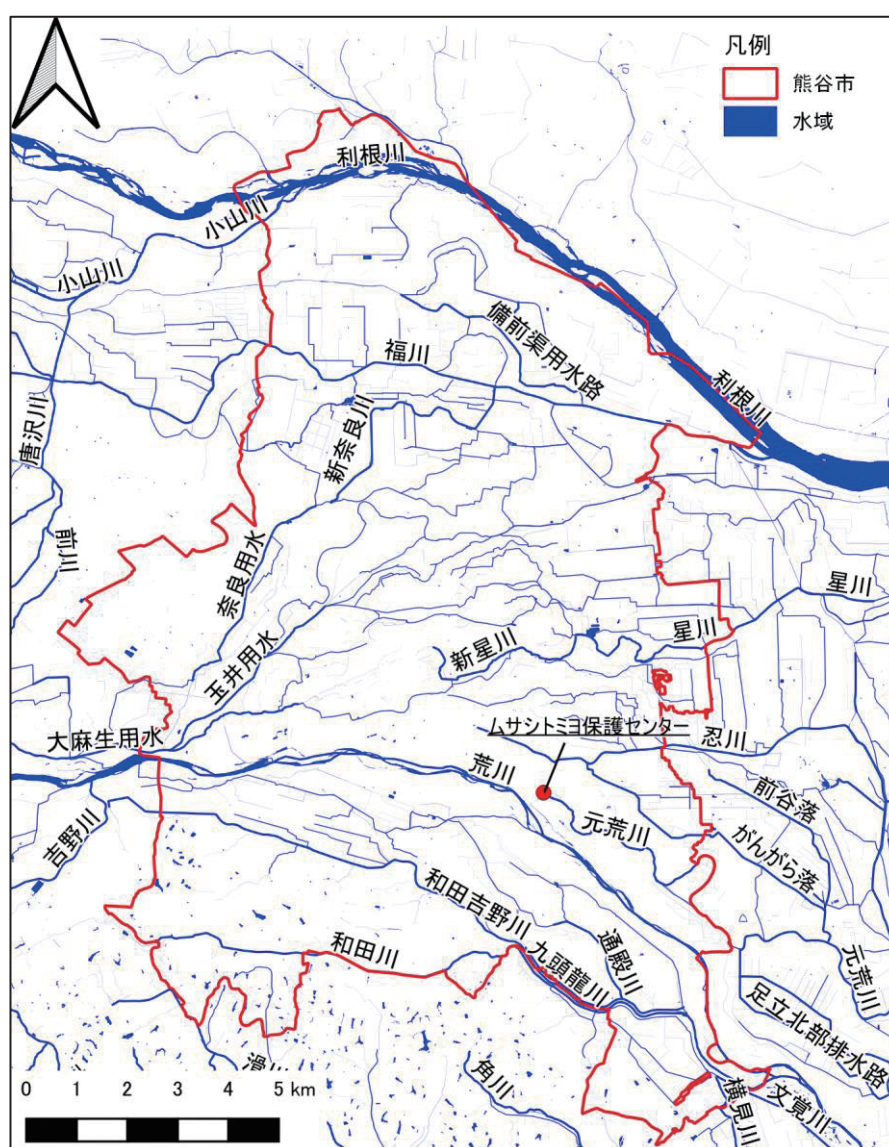 凡例
熊谷市
水域
利根川
小山川
小山川
備前渠用水路
福川
利根川
唐沢川
新奈良川
前川
奈良用水
星川
玉井用水
新星川
星川
大麻生用水
ムサシトミヨ保護センター
忍川
荒川
前谷落
元荒川
がんがら落
吉野川
和田吉野川
和田川
通殿川
九頭龍川
元荒川
足立北部排水路
滑川
角川
横見川
文覚川
0 1 2 3 4 5 km